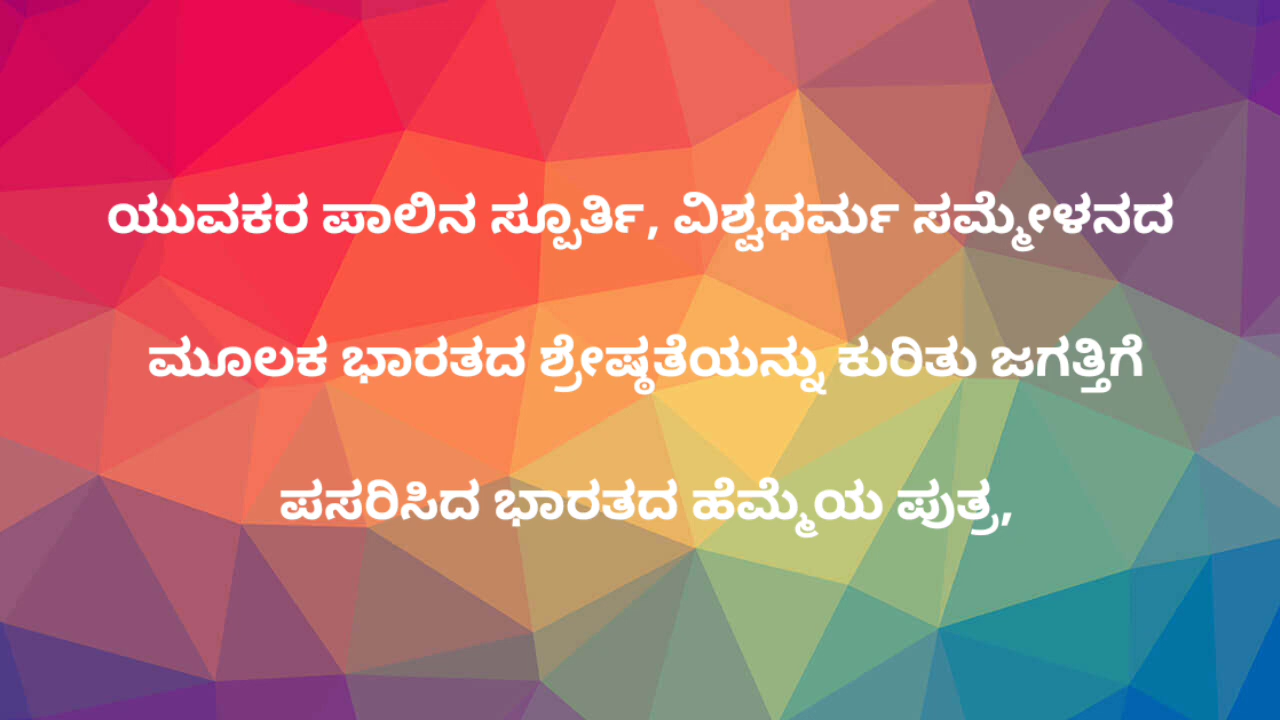 ಯುವಕರ ಪಾಲಿನ ಸ್ಪೂರ್ತಿ, ವಿಶ್ವಧರ್ಮ ಸಮ್ಮೇಳನದ
ಮೂಲಕ ಭಾರತದ ಶ್ರೇಷ್ಠತೆಯನ್ನು ಕುರಿತು ಜಗತ್ತಿಗೆ
ಪಸರಿಸಿದ ಭಾರತದ ಹೆಮ್ಮೆಯ ಪುತ್ರ,